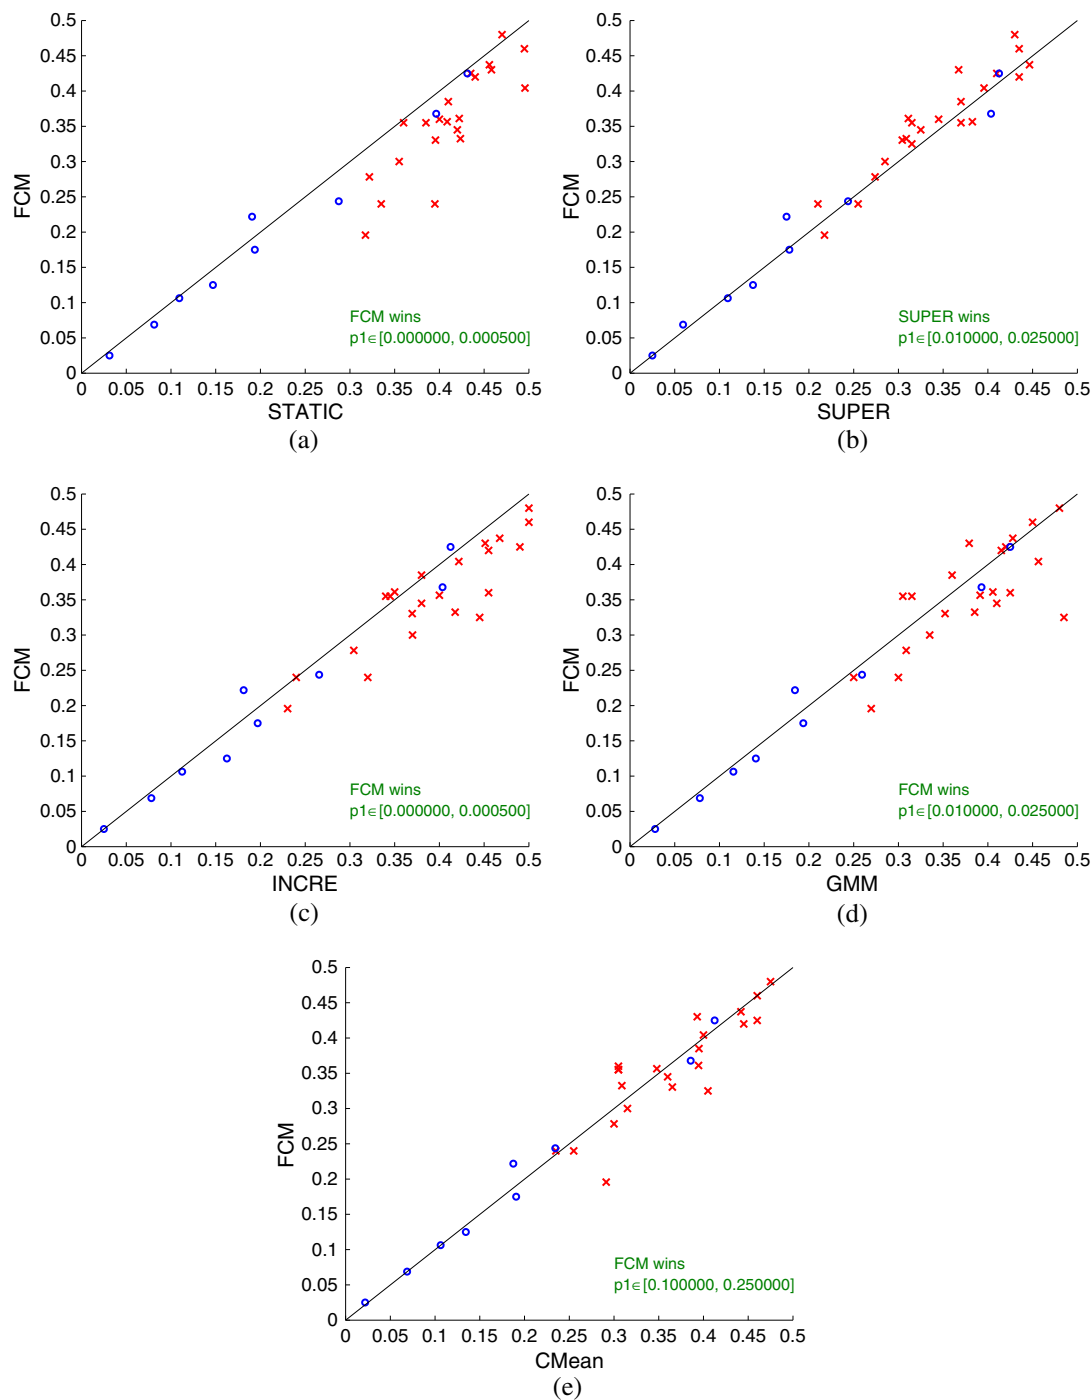 0.5
0.45
0.4
0.35
0.3
0.25
0.2
0.15
0.1
0.05
0
FCM
FCM wins
p1∈[0.000000, 0.000500]
0 0.05 0.1 0.15 0.2 0.25 0.3 0.35 0.4 0.45 0.5
STATIC
(a)
0.5
0.45
0.4
0.35
0.3
0.25
0.2
0.15
0.1
0.05
0
FCM
SUPER wins
p1∈[0.010000, 0.025000]
0 0.05 0.1 0.15 0.2 0.25 0.3 0.35 0.4 0.45 0.5
SUPER
(b)
0.5
0.45
0.4
0.35
0.3
0.25
0.2
0.15
0.1
0.05
0
FCM
FCM wins
p1∈[0.000000, 0.000500]
0 0.05 0.1 0.15 0.2 0.25 0.3 0.35 0.4 0.45 0.5
INCRE
(c)
0.5
0.45
0.4
0.35
0.3
0.25
0.2
0.15
0.1
0.05
0
FCM
FCM wins
p1∈[0.010000, 0.025000]
0 0.05 0.1 0.15 0.2 0.25 0.3 0.35 0.4 0.45 0.5
GMM
(d)
0.5
0.45
0.4
0.35
0.3
0.25
0.2
0.15
0.1
0.05
0
FCM
FCM wins
p1∈[0.100000, 0.250000]
0 0.05 0.1 0.15 0.2 0.25 0.3 0.35 0.4 0.45 0.5
CMean
(e)